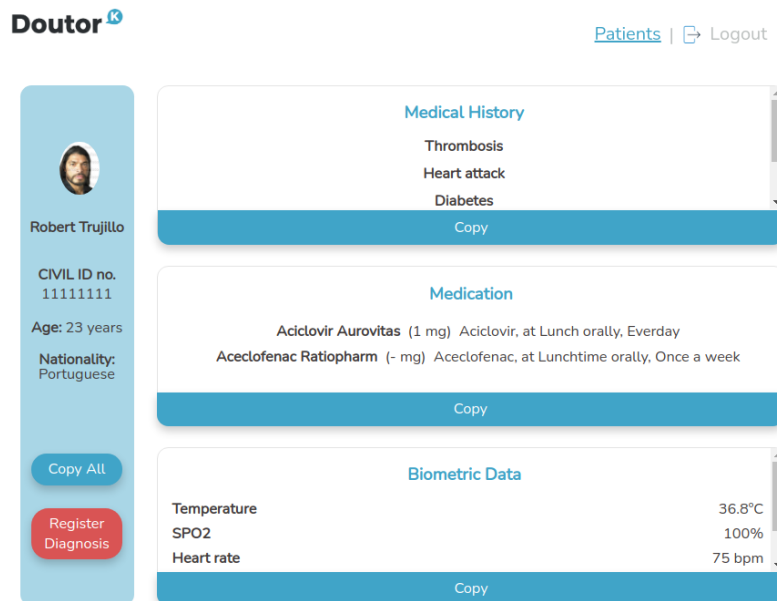 Doutor K
Patients | Logout
Robert Trujillo
CIVIL ID no.
11111111
Age: 23 years
Nationality:
Portuguese
Copy All
Register
Diagnosis
Medical History
Thrombosis
Heart attack
Diabetes
Copy
Medication
Aciclovir Aurovitas (1 mg) Aciclovir, at Lunch orally, Everday
Aceclofenac Ratiopharm (- mg) Aceclofenac, at Lunchtime orally, Once a week
Copy
Biometric Data
Temperature 36.8°C
SPO2 100%
Heart rate 75 bpm
Copy